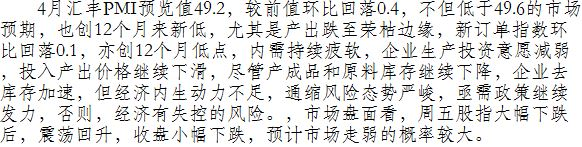 4月汇丰PMI预览值49.2，较前值环比回落0.4，不但低于49.6的市场
预期，也创12个月来新低，尤其是产出跌至荣枯边缘，新订单指数环
比回落0.1，亦创12个月低点，内需持续疲软，企业生产投资意愿减弱
，投入产出价格继续下滑，尽管产成品和原料库存继续下降，企业去
库存加速，但经济内生动力不足，通缩风险态势严峻，亟需政策继续
发力，否则，经济有失控的风险。，市场盘面看，周五股指大幅下跌
后，震荡回升，收盘小幅下跌，预计市场走弱的概率较大。